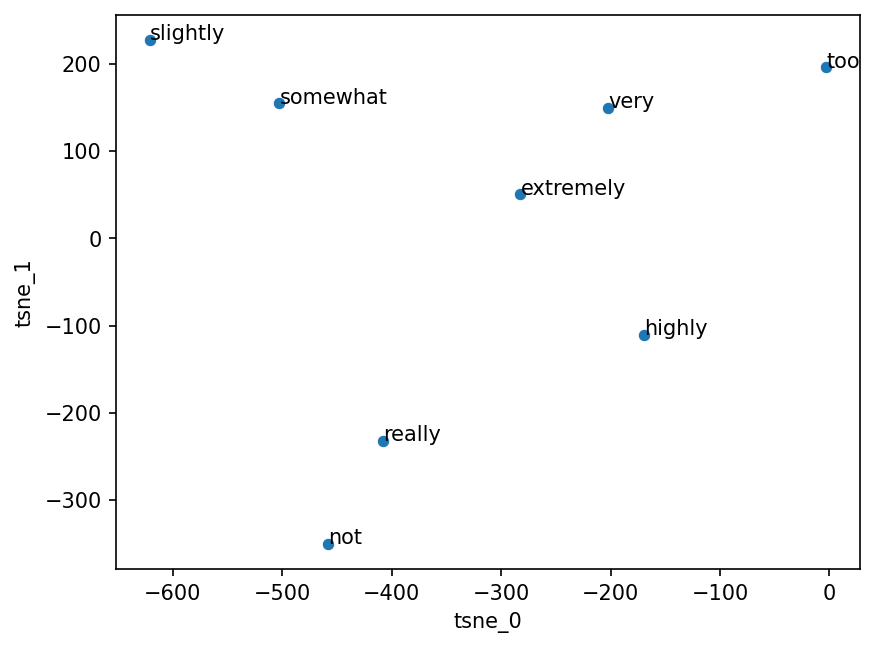 slightly
too
200
somewhat
very
100
extremely
0
−100
highly
−200
really
−300
not
−600 −500 −400 −300 −200 −100 0
tsne_0
tsne_1